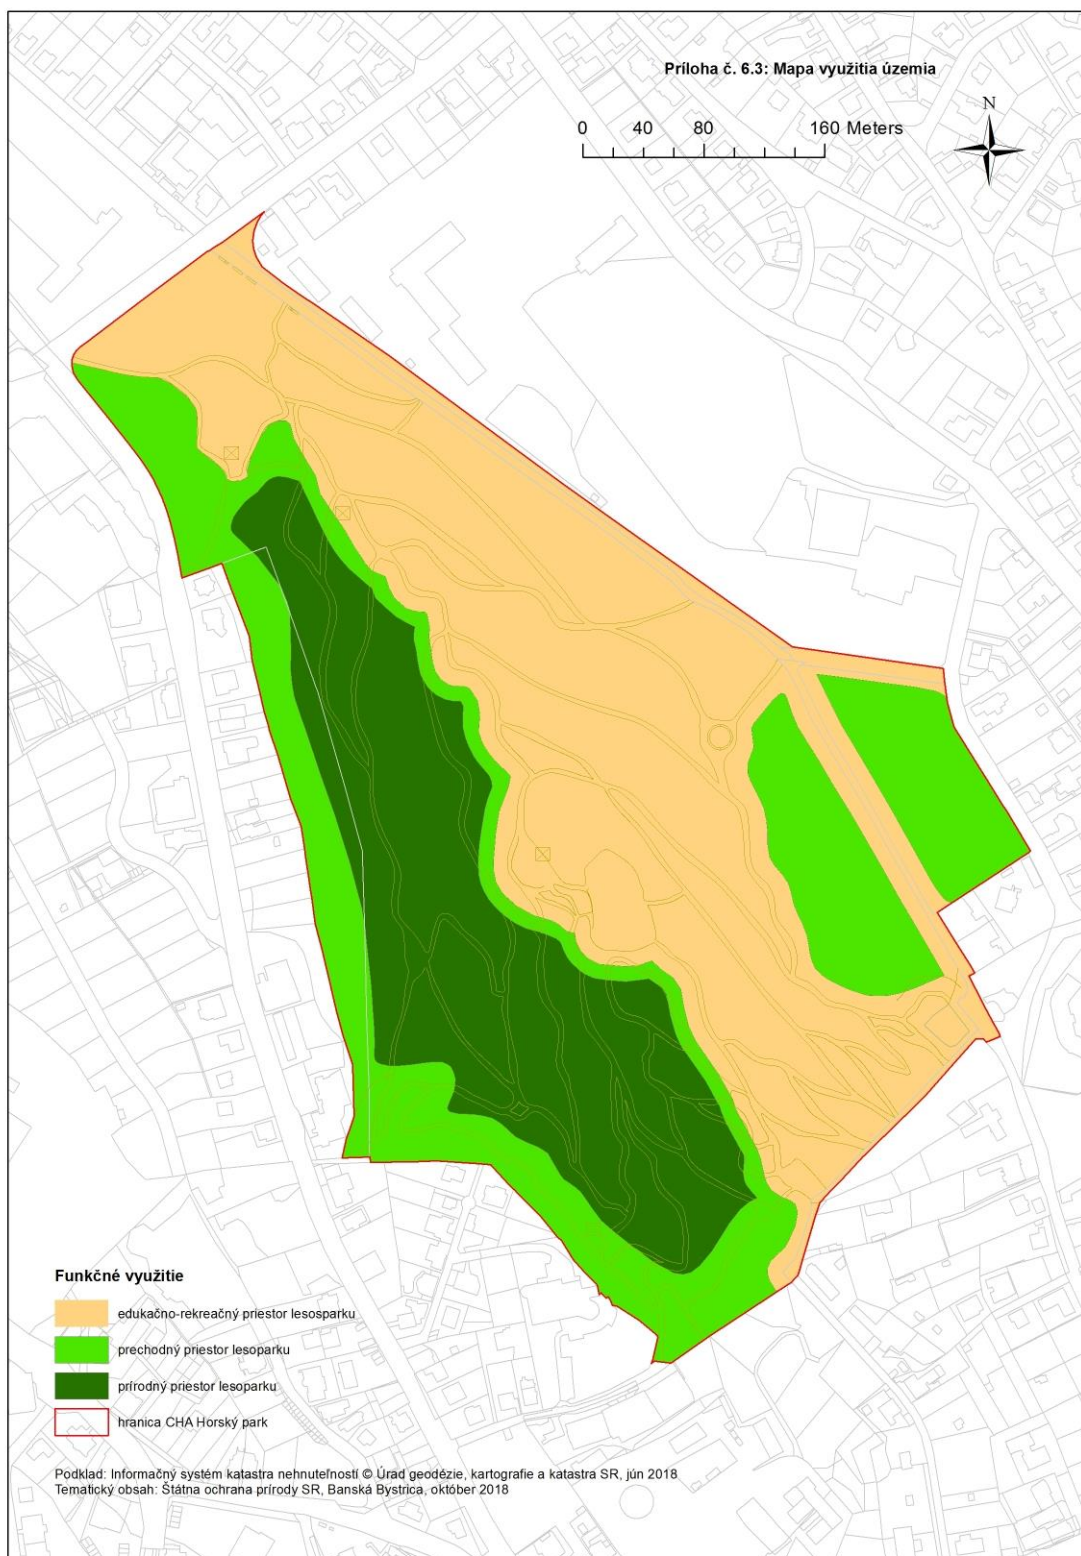 Príloha č. 6.3: Mapa využitia územia
N
0 40 80 160 Meters
Funkčné využitie
edukačno-rekreačný priestor lesosparku
prechodný priestor lesoparku
prírodný priestor lesoparku
hranica CHA Horský park
Podklad: Informačný systém katastra nehnuteľností © Úrad geodézie, kartografie a katastra SR, jún 2018
Tematický obsah: Štátna ochrana prírody SR, Banská Bystrica, október 2018